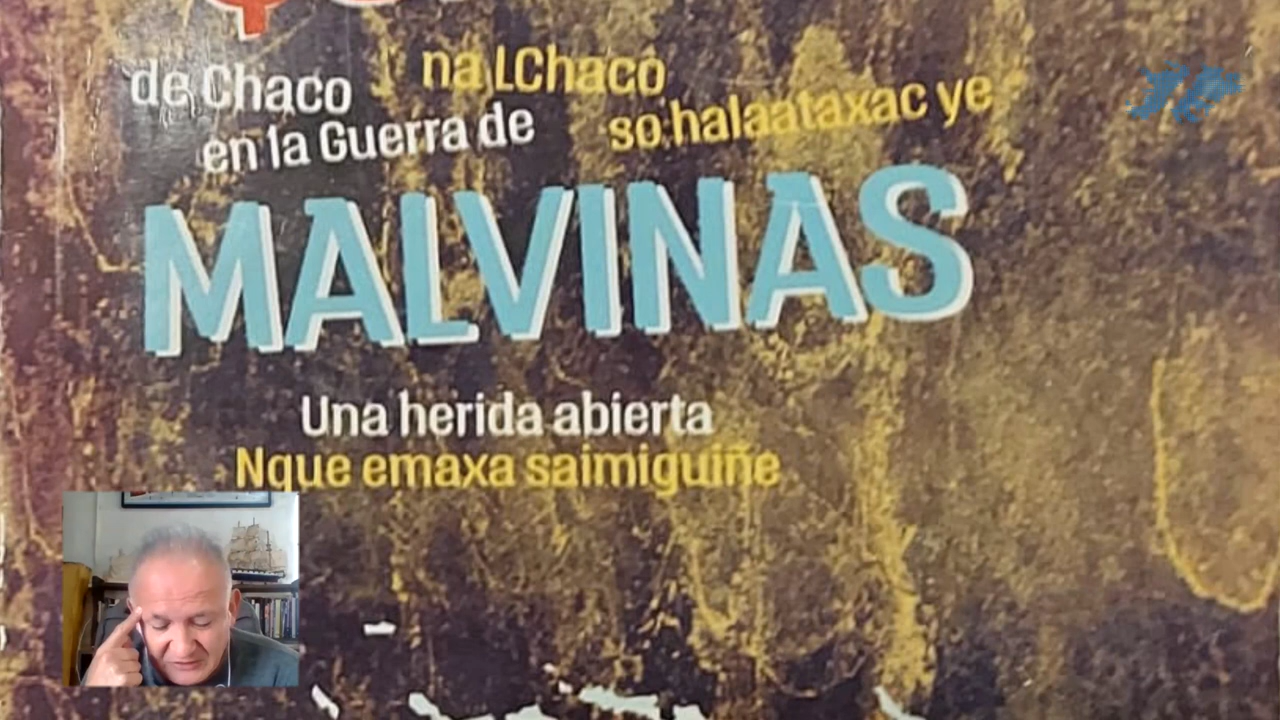 de Chaco
en la Guerra de
na LChaco
so halaataxac ye
MALVINAS
Una herida abierta
Nque emaxa saimiguiñe